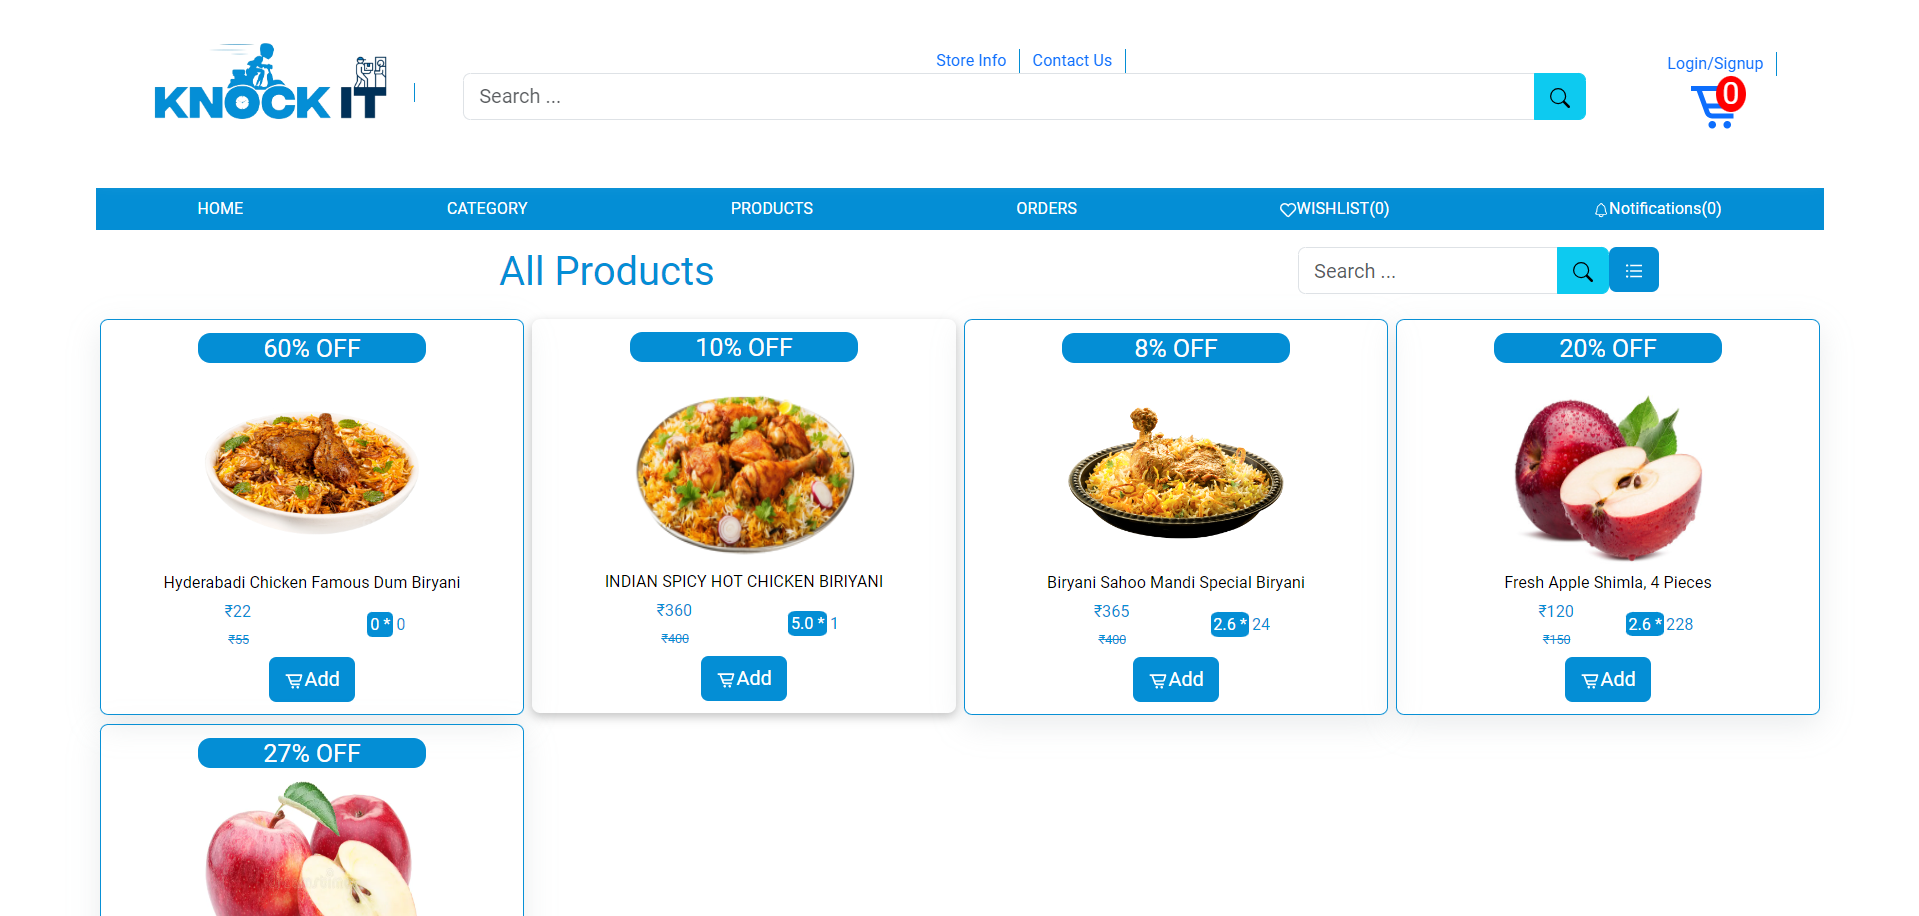 Store Info
Contact Us
Login/Signup
KNOCK IT
Search ...
0
HOME
CATEGORY
PRODUCTS
ORDERS
WISHLIST(0)
Notifications(0)
All Products
Search ...
60% OFF
Hyderabadi Chicken Famous Dum Biryani
₹22
₹55
0 * 0
Add
10% OFF
INDIAN SPICY HOT CHICKEN BIRIYANI
₹360
₹400
5.0 * 1
Add
8% OFF
Biryani Sahoo Mandi Special Biryani
₹365
₹400
2.6 * 24
Add
20% OFF
Fresh Apple Shimla, 4 Pieces
₹120
₹150
2.6 * 228
Add
27% OFF